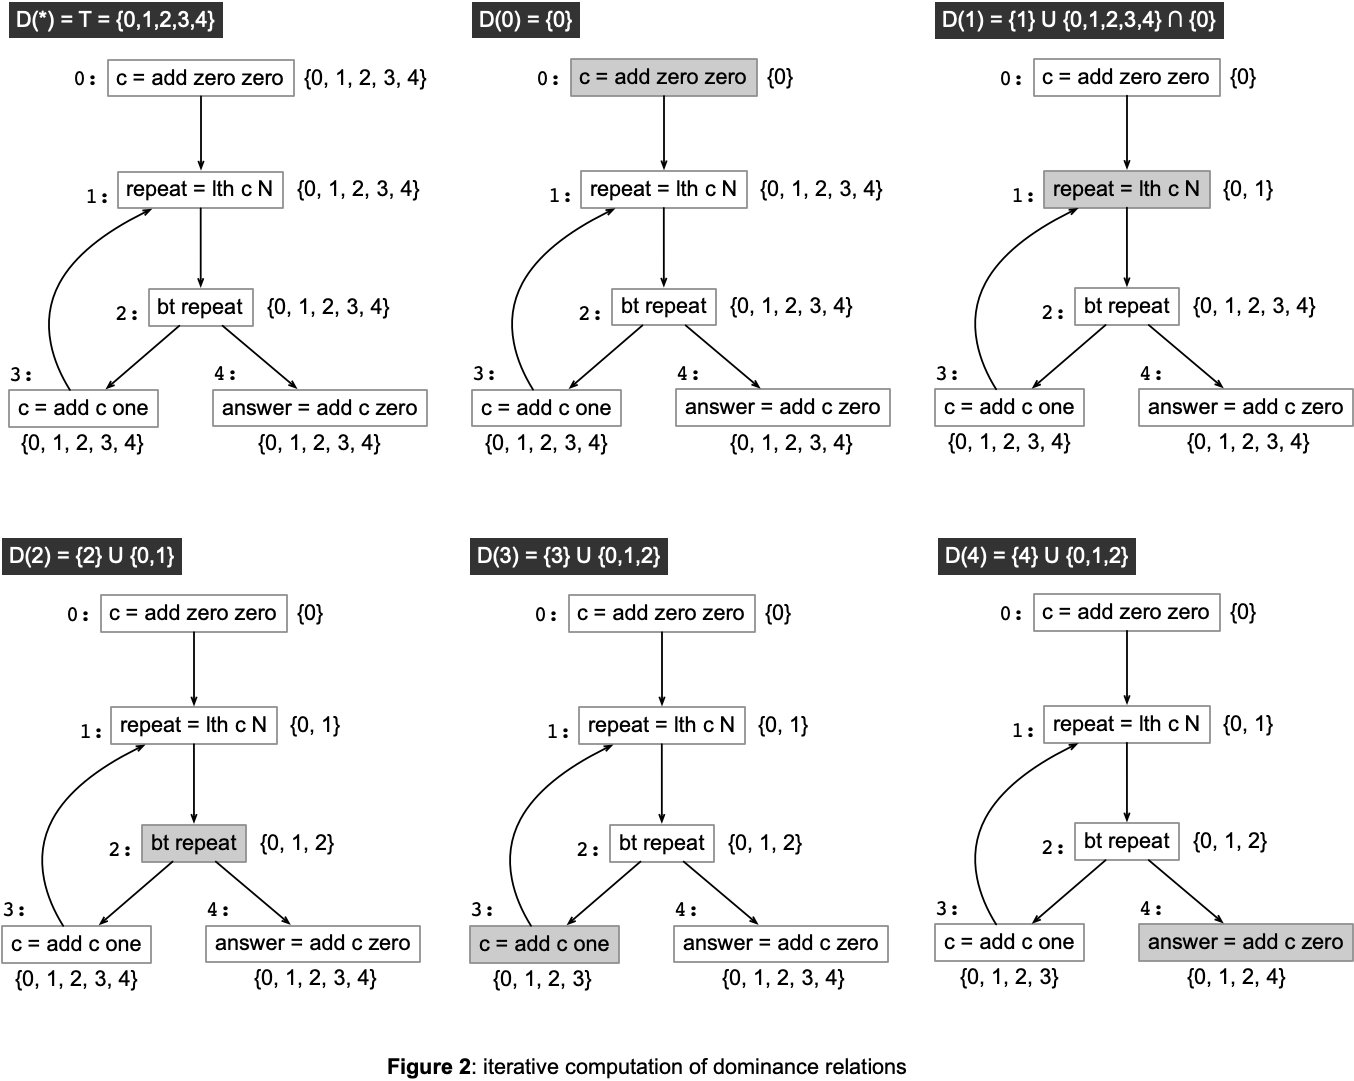 D(*) = T = {0,1,2,3,4}
0: c = add zero zero {0, 1, 2, 3, 4}
1: repeat = lth c N {0, 1, 2, 3, 4}
2: bt repeat {0, 1, 2, 3, 4}
3: 4:
c = add c one answer = add c zero
{0, 1, 2, 3, 4} {0, 1, 2, 3, 4}
D(0) = {0}
0: c = add zero zero {0}
1: repeat = lth c N {0, 1, 2, 3, 4}
2: bt repeat {0, 1, 2, 3, 4}
3: 4:
c = add c one answer = add c zero
{0, 1, 2, 3, 4} {0, 1, 2, 3, 4}
D(1) = {1} U {0,1,2,3,4} ∩ {0}
0: c = add zero zero {0}
1: repeat = lth c N {0, 1}
2: bt repeat {0, 1, 2, 3, 4}
3: 4:
c = add c one answer = add c zero
{0, 1, 2, 3, 4} {0, 1, 2, 3, 4}
D(2) = {2} U {0,1}
0: c = add zero zero {0}
1: repeat = lth c N {0, 1}
2: bt repeat {0, 1, 2}
3: 4:
c = add c one answer = add c zero
{0, 1, 2, 3, 4} {0, 1, 2, 3, 4}
D(3) = {3} U {0,1,2}
0: c = add zero zero {0}
1: repeat = lth c N {0, 1}
2: bt repeat {0, 1, 2}
3: 4:
c = add c one answer = add c zero
{0, 1, 2, 3} {0, 1, 2, 3, 4}
D(4) = {4} U {0,1,2}
0: c = add zero zero {0}
1: repeat = lth c N {0, 1}
2: bt repeat {0, 1, 2}
3: 4:
c = add c one answer = add c zero
{0, 1, 2, 3} {0, 1, 2, 4}
Figure 2: iterative computation of dominance relations